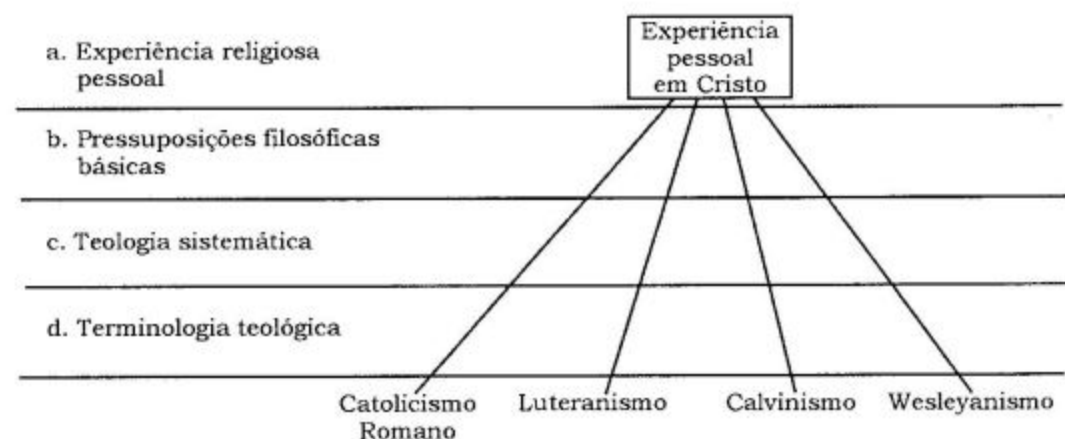 a. Experiência religiosa
pessoal
Experiência
pessoal
em Cristo
b. Pressuposições filosóficas
básicas
c. Teologia sistemática
d. Terminologia teológica
Catolicismo
Romano
Luteranismo
Calvinismo
Wesleyanismo